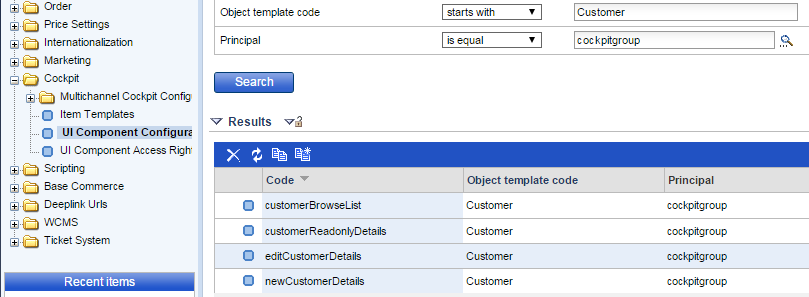 Order
Price Settings
Internationalization
Marketing
Cockpit
Multichannel Cockpit Config
Item Templates
UI Component Configura
UI Component Access Right
Scripting
Base Commerce
Deeplink Urls
WCMS
Ticket System
Recent items
Object template code starts with Customer
Principal is equal cockpitgroup
Search
Results
Code Object template code Principal
customerBrowseList Customer cockpitgroup
customerReadonlyDetails Customer cockpitgroup
editCustomerDetails Customer cockpitgroup
newCustomerDetails Customer cockpitgroup